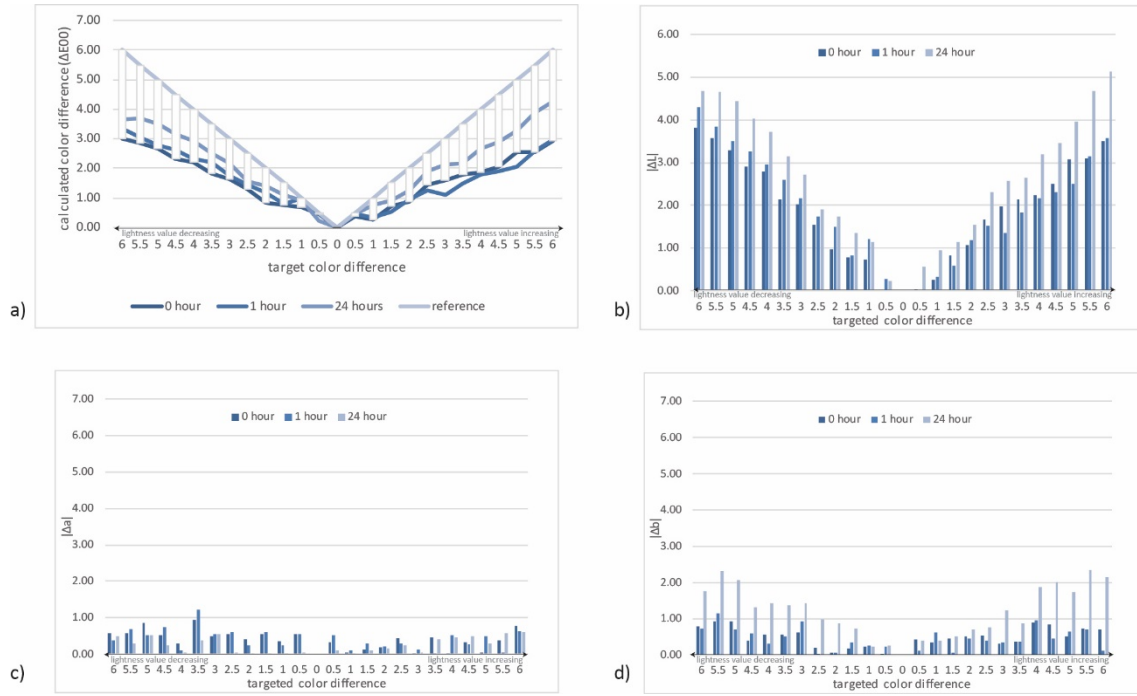 7.00
6.00
5.00
4.00
3.00
2.00
1.00
0.00
calculated color difference (ΔE00)
lightness value decreasing
lightness value increasing
6 5.5 5 4.5 4 3.5 3 2.5 2 1.5 1 0.5 0 0.5 1 1.5 2 2.5 3 3.5 4 4.5 5 5.5 6
target color difference
0 hour 1 hour 24 hours reference
a)
6.00
5.00
4.00
3.00
2.00
1.00
0.00
|ΔL|
0 hour 1 hour 24 hour
lightness value decreasing
lightness value increasing
6 5.5 5 4.5 4 3.5 3 2.5 2 1.5 1 0.5 0 0.5 1 1.5 2 2.5 3 3.5 4 4.5 5 5.5 6
targeted color difference
b)
7.00
6.00
5.00
4.00
3.00
2.00
1.00
0.00
|Δa|
0 hour 1 hour 24 hour
lightness value decreasing
lightness value increasing
6 5.5 5 4.5 4 3.5 3 2.5 2 1.5 1 0.5 0 0.5 1 1.5 2 2.5 3 3.5 4 4.5 5 5.5 6
targeted color difference
c)
7.00
6.00
5.00
4.00
3.00
2.00
1.00
0.00
|Δb|
0 hour 1 hour 24 hour
lightness value decreasing
lightness value increasing
6 5.5 5 4.5 4 3.5 3 2.5 2 1.5 1 0.5 0 0.5 1 1.5 2 2.5 3 3.5 4 4.5 5 5.5 6
targeted color difference
d)